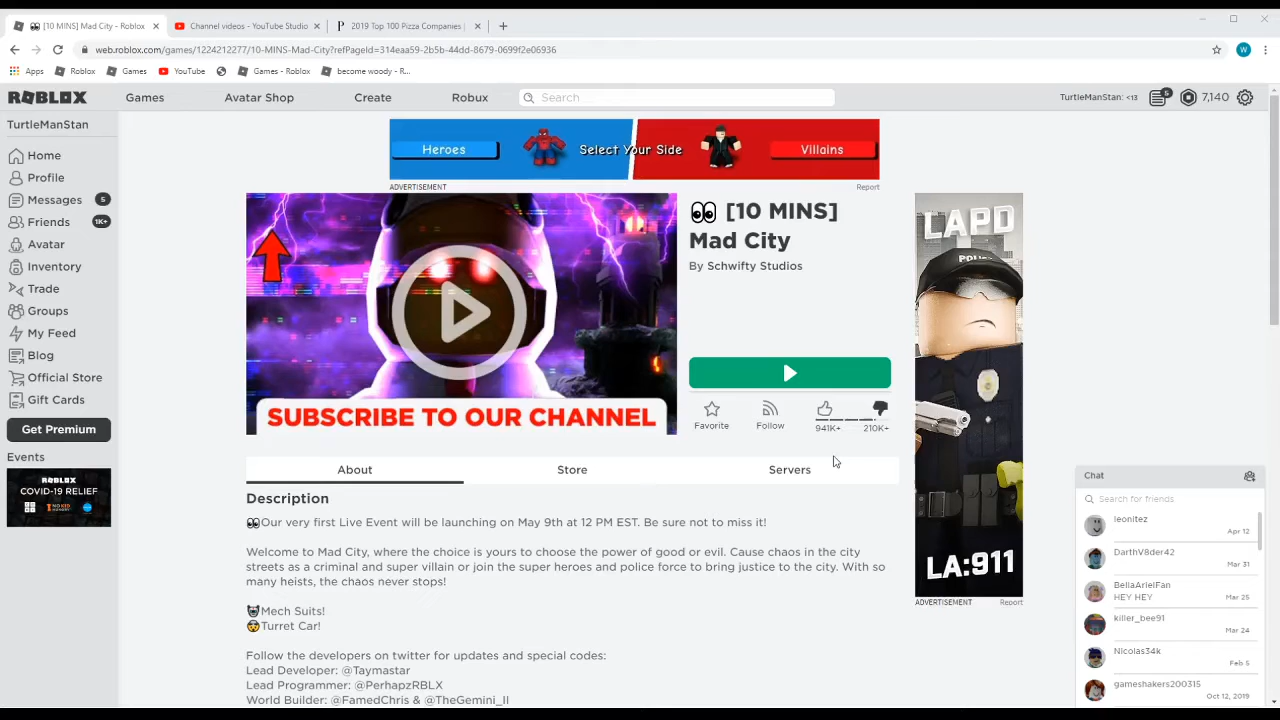 [10 MINS] Mad City - Roblox
Channel videos - YouTube Studio
2019 Top 100 Pizza Companies
web.roblox.com/games/1224212277/10-MINS-Mad-City?refPageId=314eaa59-2b5b-44dd-8679-0699f2e06936
W
Apps
Roblox
Games
YouTube
Games - Roblox
become woody - R...
ROBLOX
Games
Avatar Shop
Create
Robux
Search
TurtleManStan: <13
5
7,140
TurtleManStan
Home
Profile
Messages 5
Friends 1K+
Avatar
Inventory
Trade
Groups
My Feed
Blog
Official Store
Gift Cards
Get Premium
Events
ROBLOX
COVID-19 RELIEF
Heroes
Select Your Side
Villains
ADVERTISEMENT
Report
SUBSCRIBE TO OUR CHANNEL
[10 MINS]
Mad City
By Schwifty Studios
Favorite
Follow
941K+
210K+
About
Store
Servers
Description
👀Our very first Live Event will be launching on May 9th at 12 PM EST. Be sure not to miss it!
Welcome to Mad City, where the choice is yours to choose the power of good or evil. Cause chaos in the city
streets as a criminal and super villain or join the super heroes and police force to bring justice to the city. With so
many heists, the chaos never stops!
Mech Suits!
Turret Car!
Follow the developers on twitter for updates and special codes:
Lead Developer: @Taymastar
Lead Programmer: @PerhapzRBLX
World Builder: @FamedChris & @TheGemini_II
LAPD
POLICE
LA:911
ADVERTISEMENT
Report
Chat
Search for friends
leonitez
Apr 12
DarthV8der42
Mar 31
BellaArielFan
HEY HEY
Mar 25
killer_bee91
Mar 24
Nicolas34k
Feb 5
gameshakers200315
Oct 12, 2019